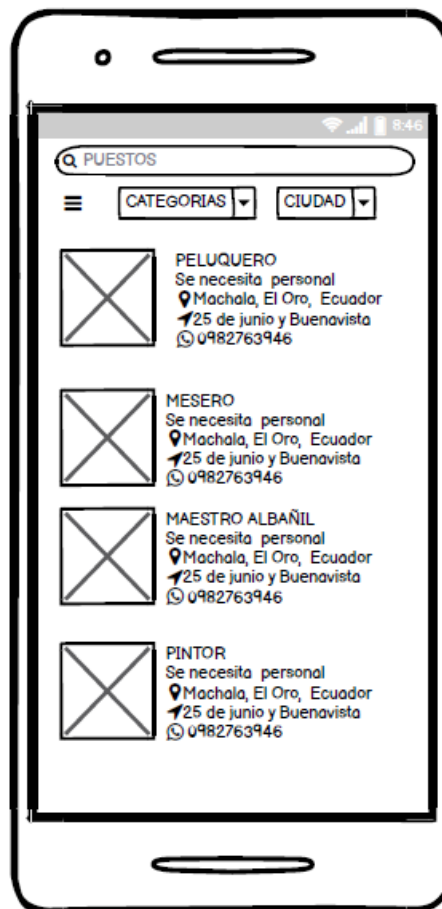 8:46
PUESTOS
CATEGORIAS CIUDAD
PELUQUERO
Se necesita personal
Machala, El Oro, Ecuador
25 de junio y Buenavista
0982763946
MESERO
Se necesita personal
Machala, El Oro, Ecuador
25 de junio y Buenavista
0982763946
MAESTRO ALBAÑIL
Se necesita personal
Machala, El Oro, Ecuador
25 de junio y Buenavista
0982763946
PINTOR
Se necesita personal
Machala, El Oro, Ecuador
25 de junio y Buenavista
0982763946